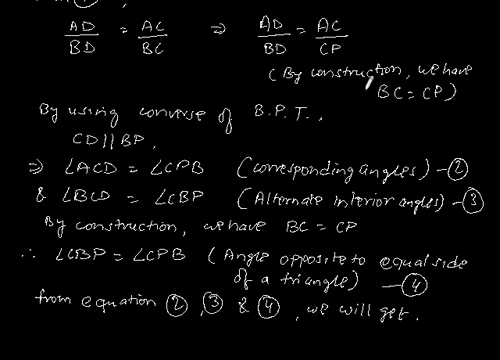 AD/BD = AC/BC ⇒ AD/BD = AC/CP
(By construction, we have
BC = CP)
By using converse of B.P.T.,
CD || BP,
⇒ ∠ACD = ∠CPB (corresponding angles) — ②
& ∠BCD = ∠CBP (Alternate interior angles) — ③
By construction, we have BC = CP
∴ ∠CBP = ∠CPB (Angle opposite to equal side
of a triangle) — ④
from equation ②, ③ & ④, we will get.